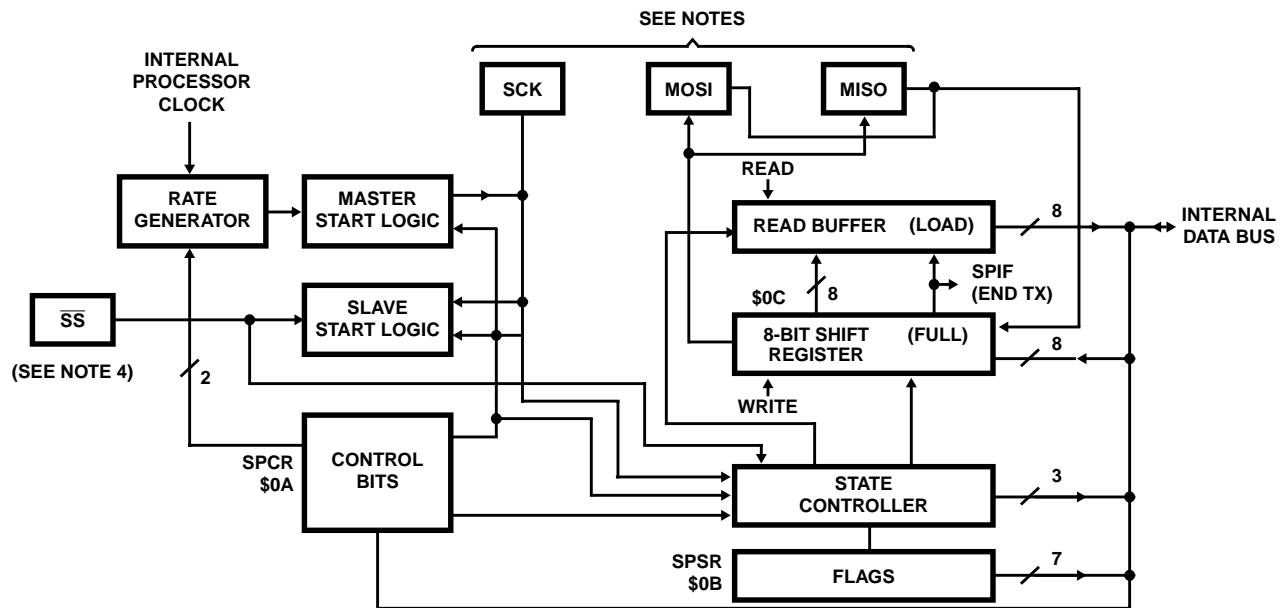 SEE NOTES
INTERNAL
PROCESSOR
CLOCK
SCK
MOSI
MISO
READ
RATE
GENERATOR
MASTER
START LOGIC
READ BUFFER (LOAD)
8
INTERNAL
DATA BUS
SPIF
(END TX)
$0C
8
SS
SLAVE
START LOGIC
8-BIT SHIFT
REGISTER
(FULL)
8
(SEE NOTE 4)
2
WRITE
SPCR
$0A
CONTROL
BITS
STATE
CONTROLLER
3
SPSR
$0B
FLAGS
7